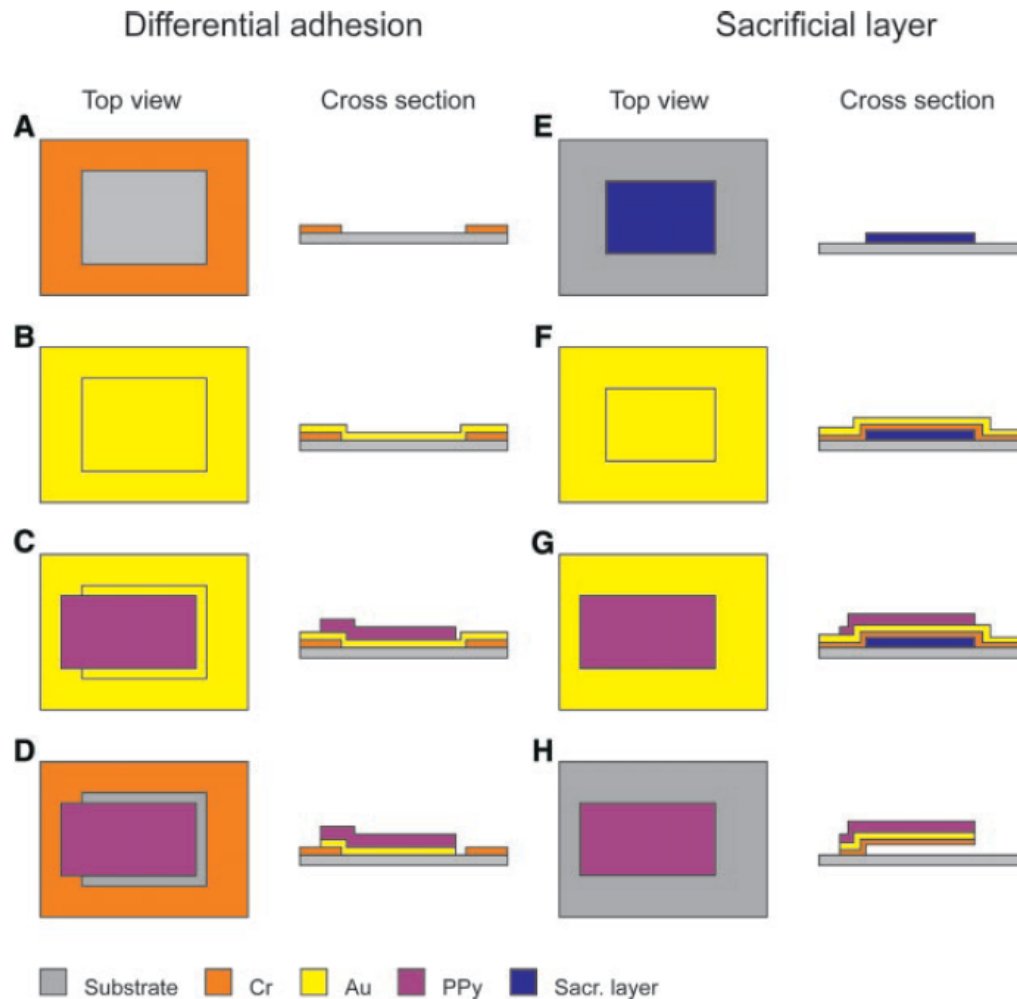 Differential adhesion
Sacrificial layer
Top view
Cross section
Top view
Cross section
A
E
B
F
C
G
D
H
Substrate
Cr
Au
PPy
Sacr. layer